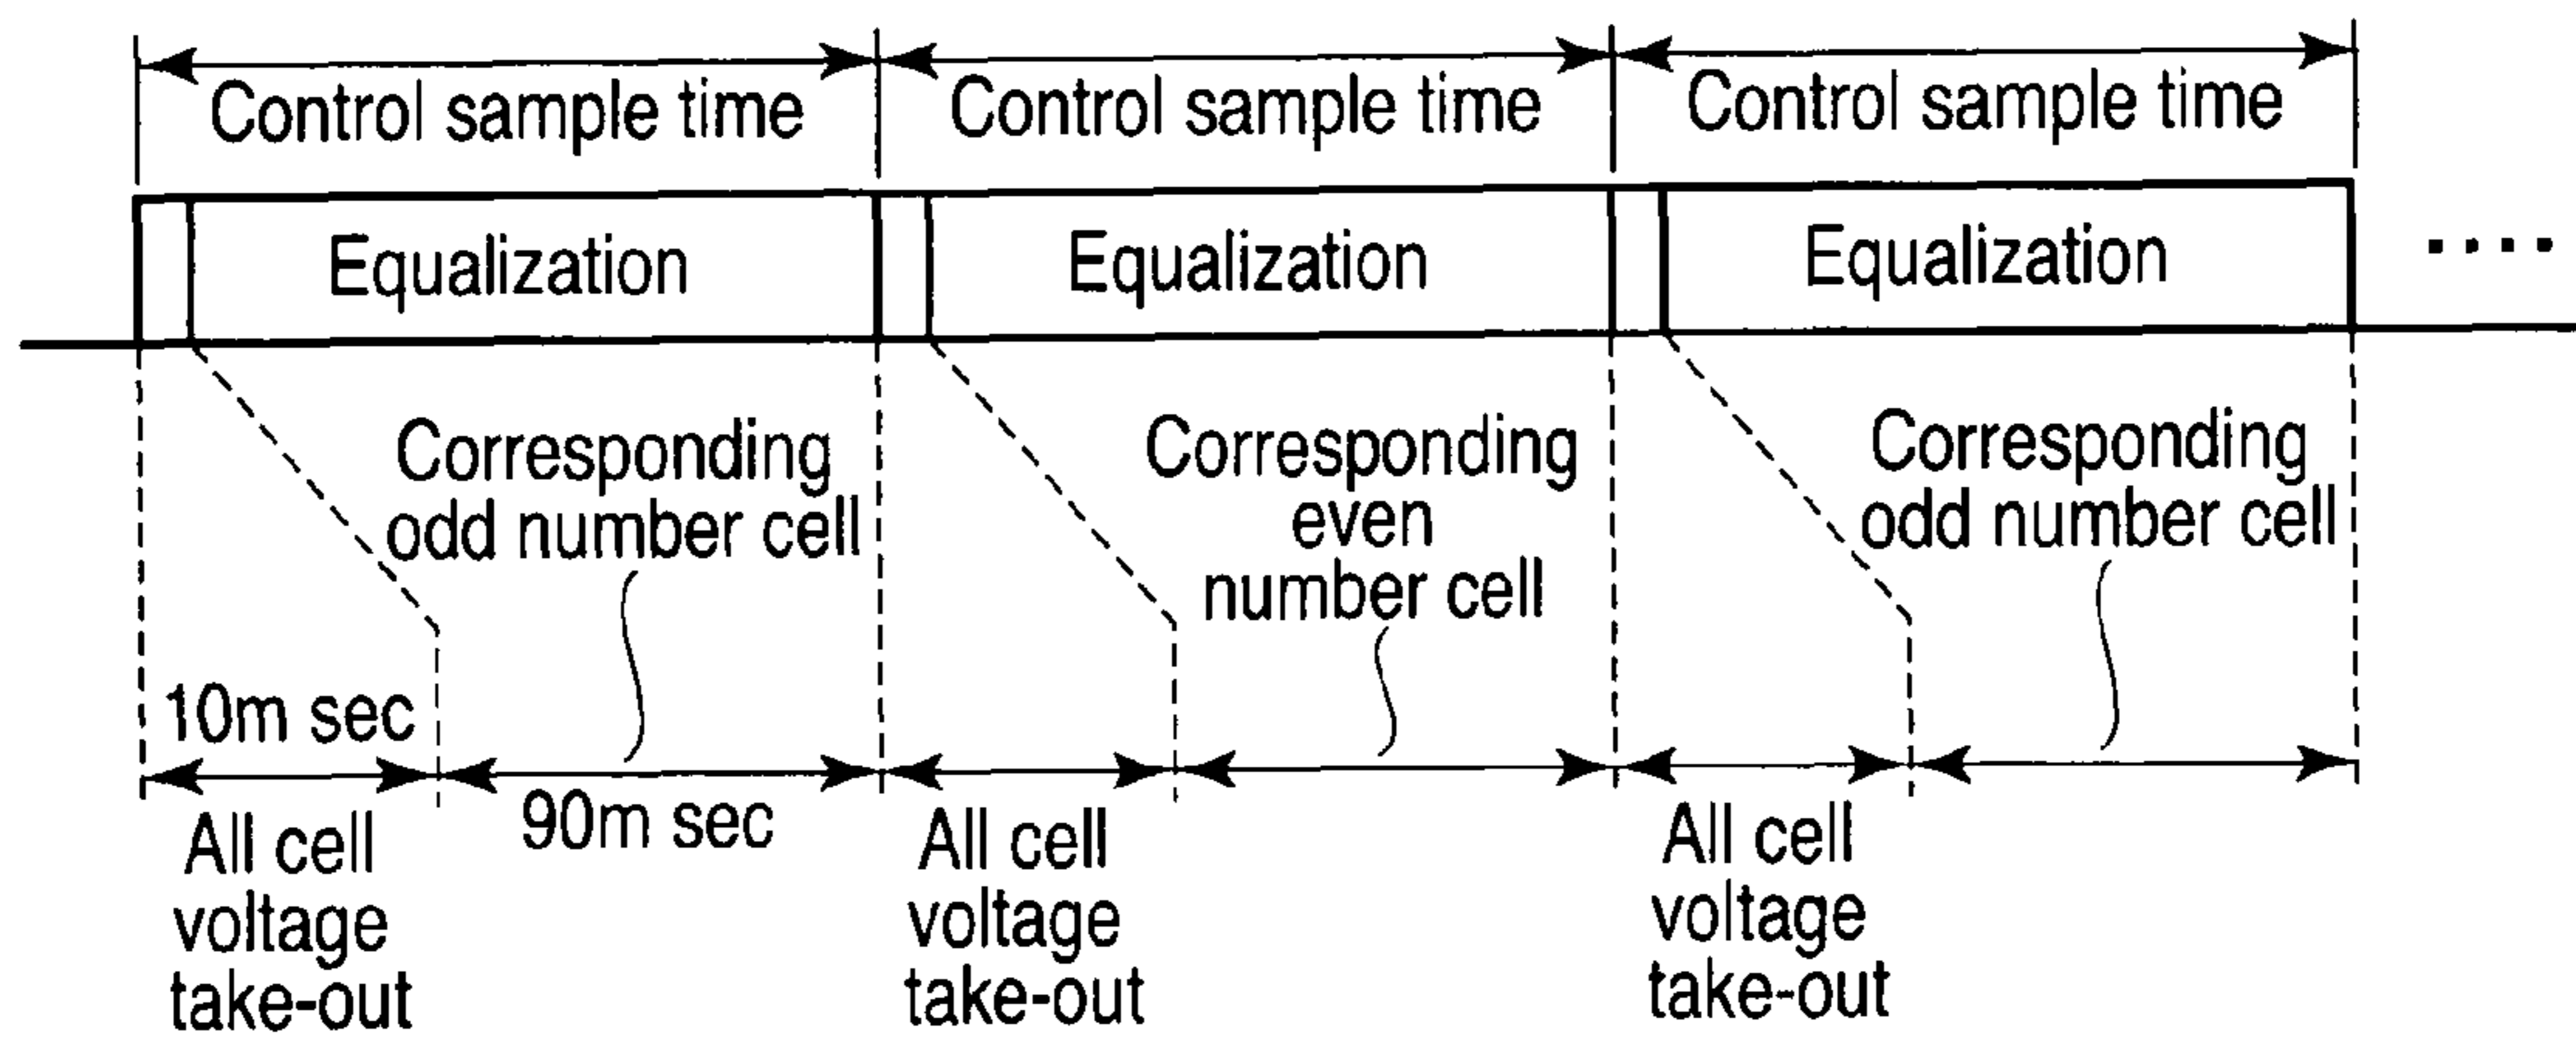 Control sample time
Control sample time
Control sample time
Equalization
Equalization
Equalization
....
Corresponding
odd number cell
Corresponding
even
number cell
Corresponding
odd number cell
10m sec
90m sec
All cell
voltage
take-out
All cell
voltage
take-out
All cell
voltage
take-out